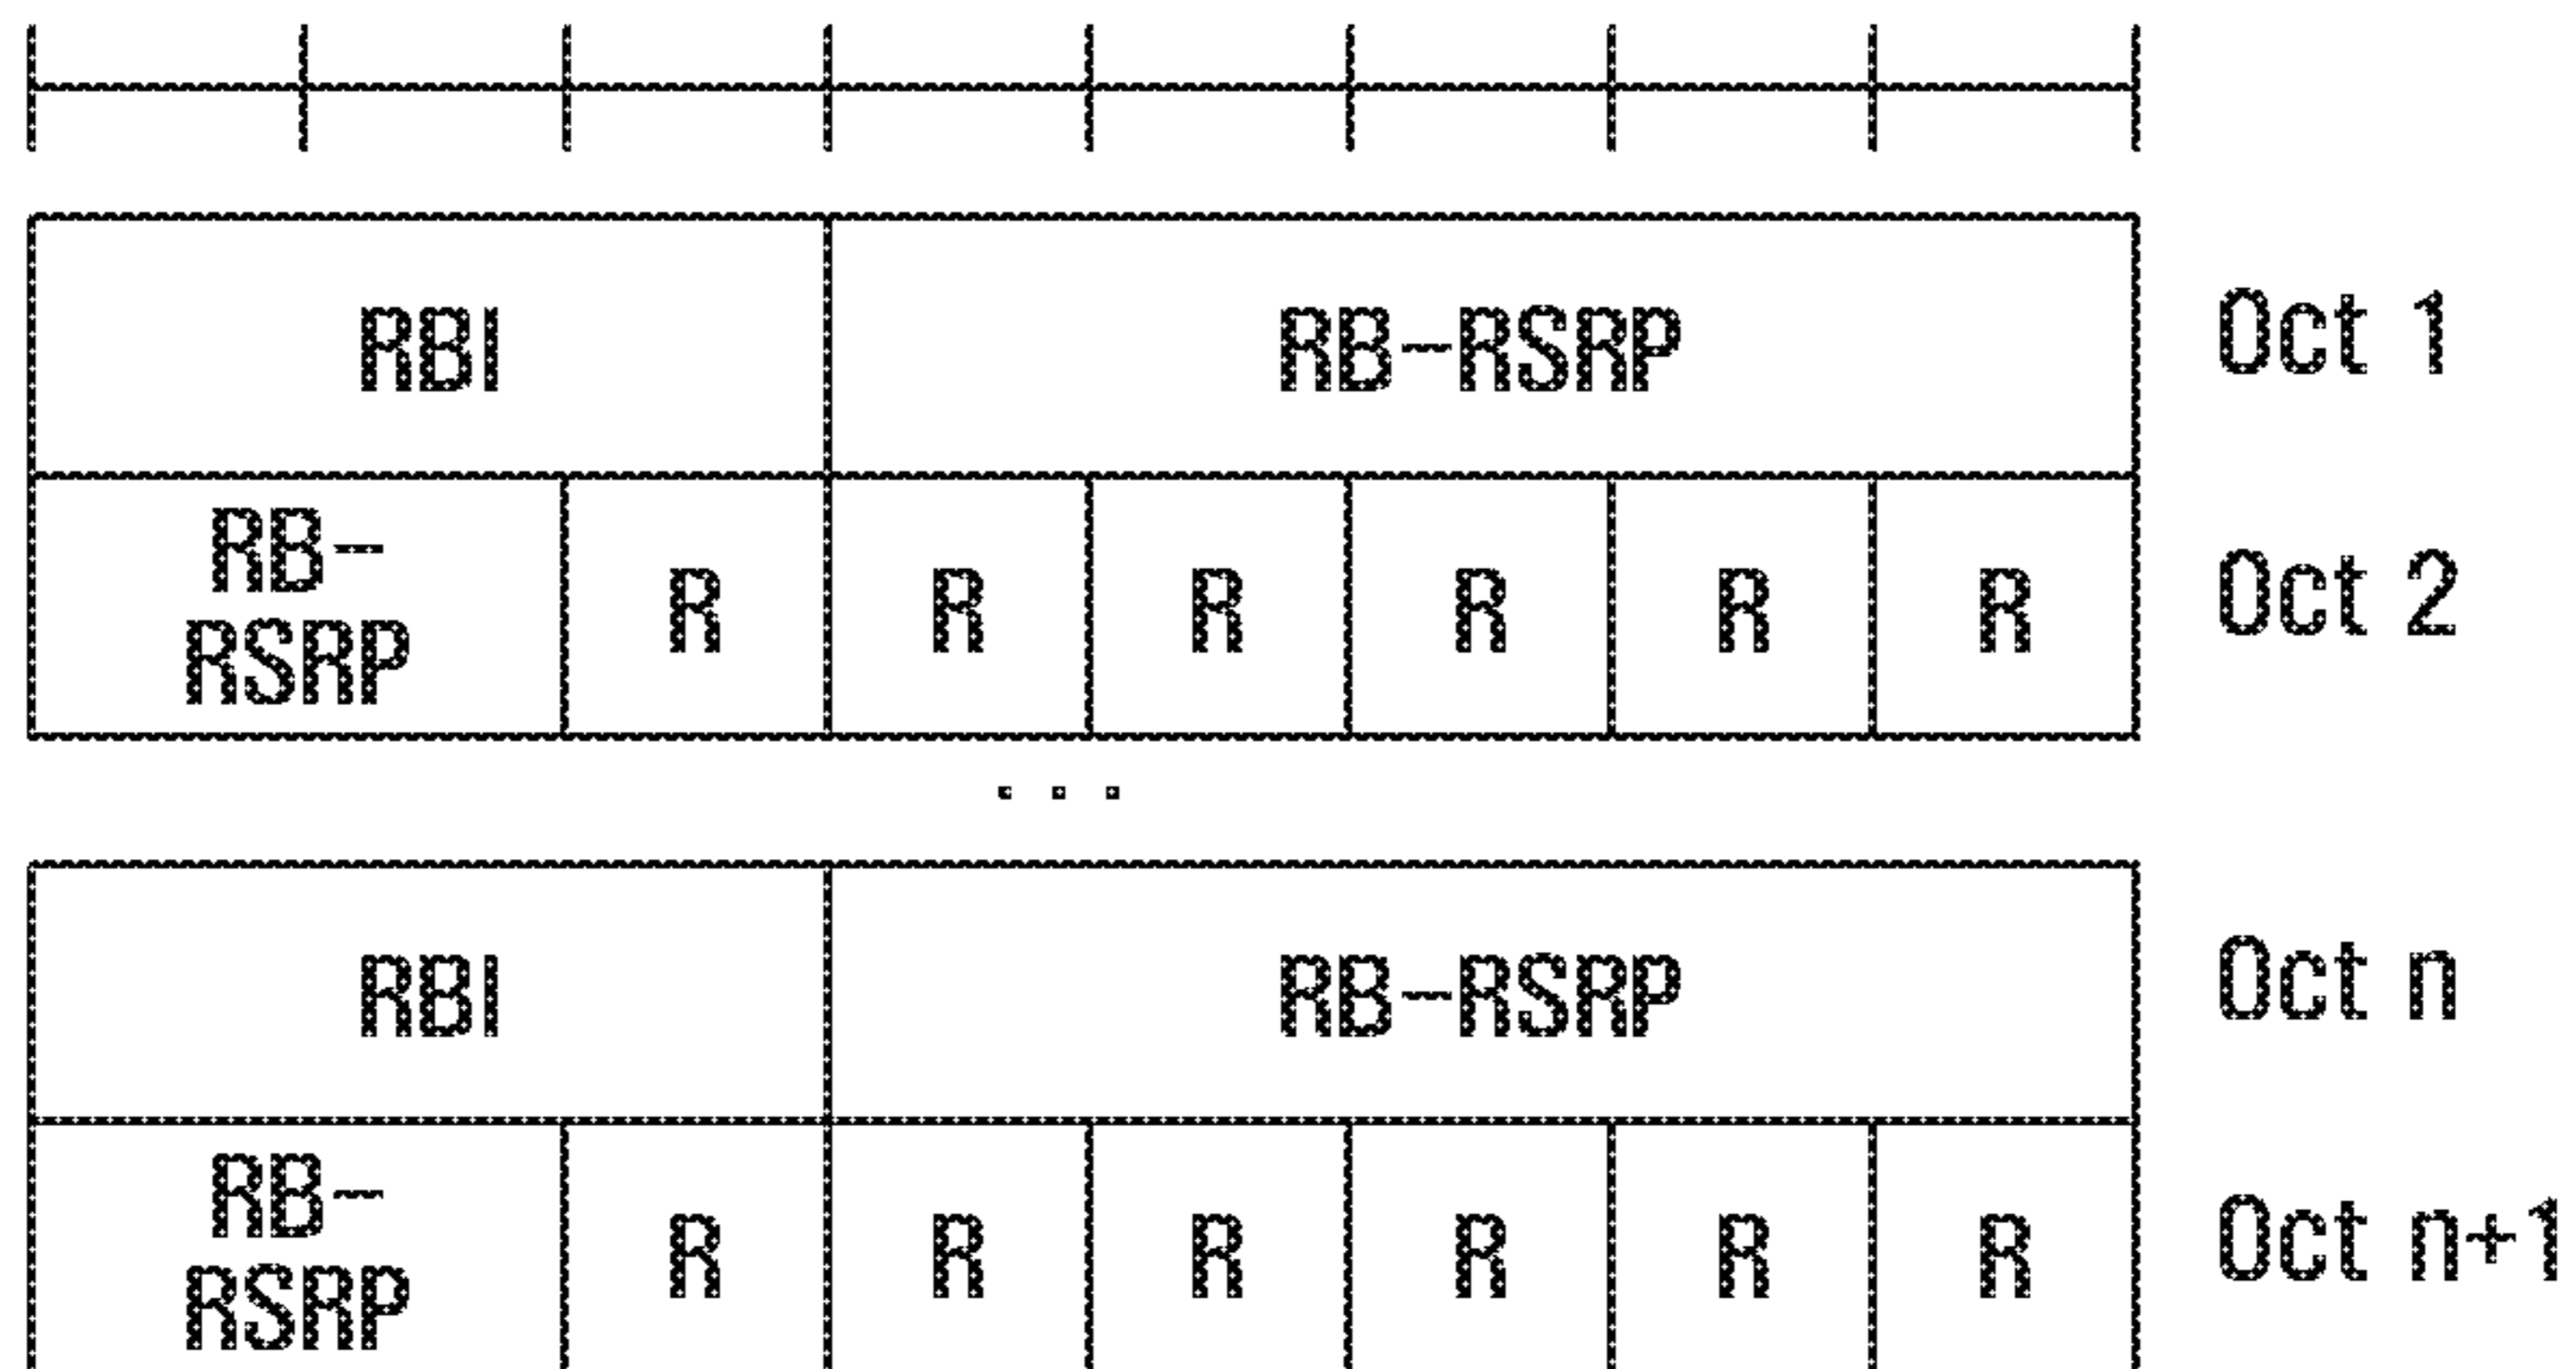 RBI RB-RSRP Oct 1
RB-
RSRP R R R R R R Oct 2
...
RBI RB-RSRP Oct n
RB-
RSRP R R R R R R Oct n+1